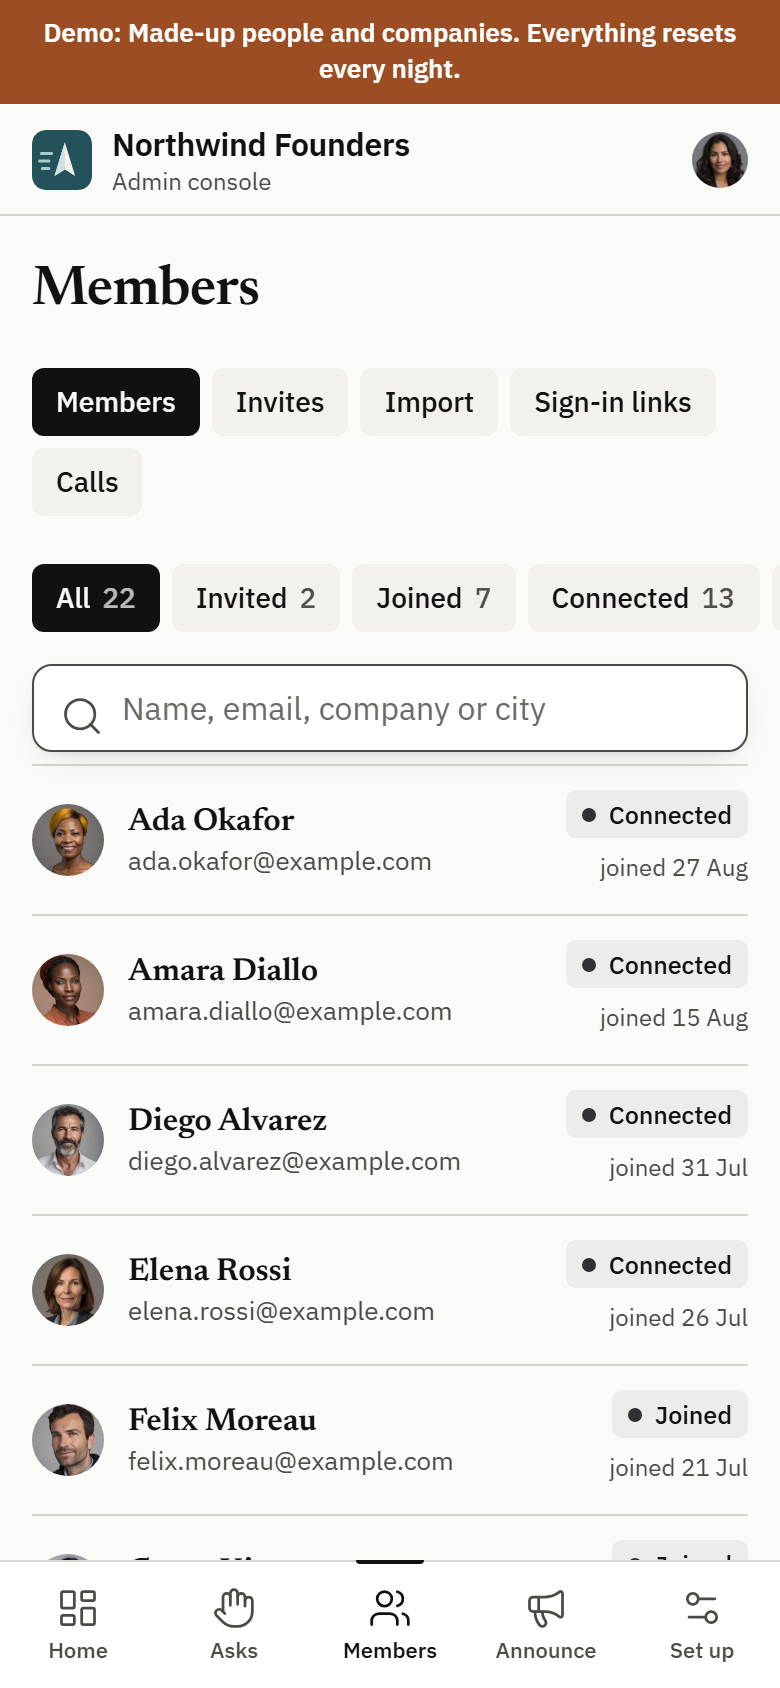 Demo: Made-up people and companies. Everything resets
every night.
Northwind Founders
Admin console
Members
Members
Invites
Import
Sign-in links
Calls
All 22
Invited 2
Joined 7
Connected 13
Name, email, company or city
Ada Okafor
Connected
ada.okafor@example.com
joined 27 Aug
Amara Diallo
Connected
amara.diallo@example.com
joined 15 Aug
Diego Alvarez
Connected
diego.alvarez@example.com
joined 31 Jul
Elena Rossi
Connected
elena.rossi@example.com
joined 26 Jul
Felix Moreau
Joined
felix.moreau@example.com
joined 21 Jul
Home
Asks
Members
Announce
Set up